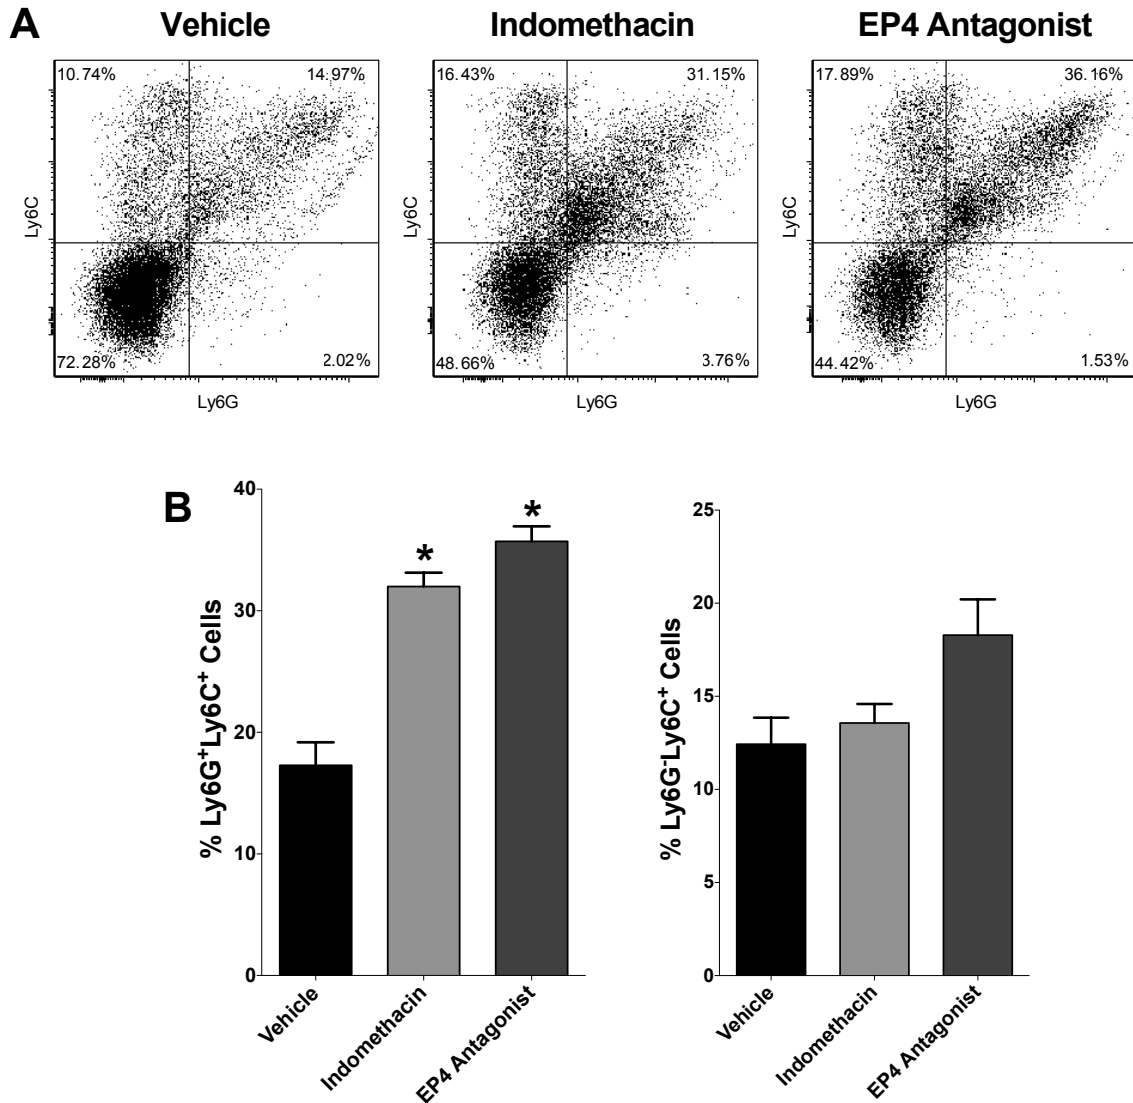 A
Vehicle
Indomethacin
EP4 Antagonist
10.74%
14.97%
16.43%
31.15%
17.89%
36.16%
Ly6C
Ly6C
Ly6C
72.28%
2.02%
48.66%
3.76%
44.42%
1.53%
Ly6G
Ly6G
Ly6G
B
% Ly6G⁺Ly6C⁺ Cells
40
30
20
10
0
*
*
Vehicle
Indomethacin
EP4 Antagonist
% Ly6G⁻Ly6C⁺ Cells
25
20
15
10
5
0
Vehicle
Indomethacin
EP4 Antagonist